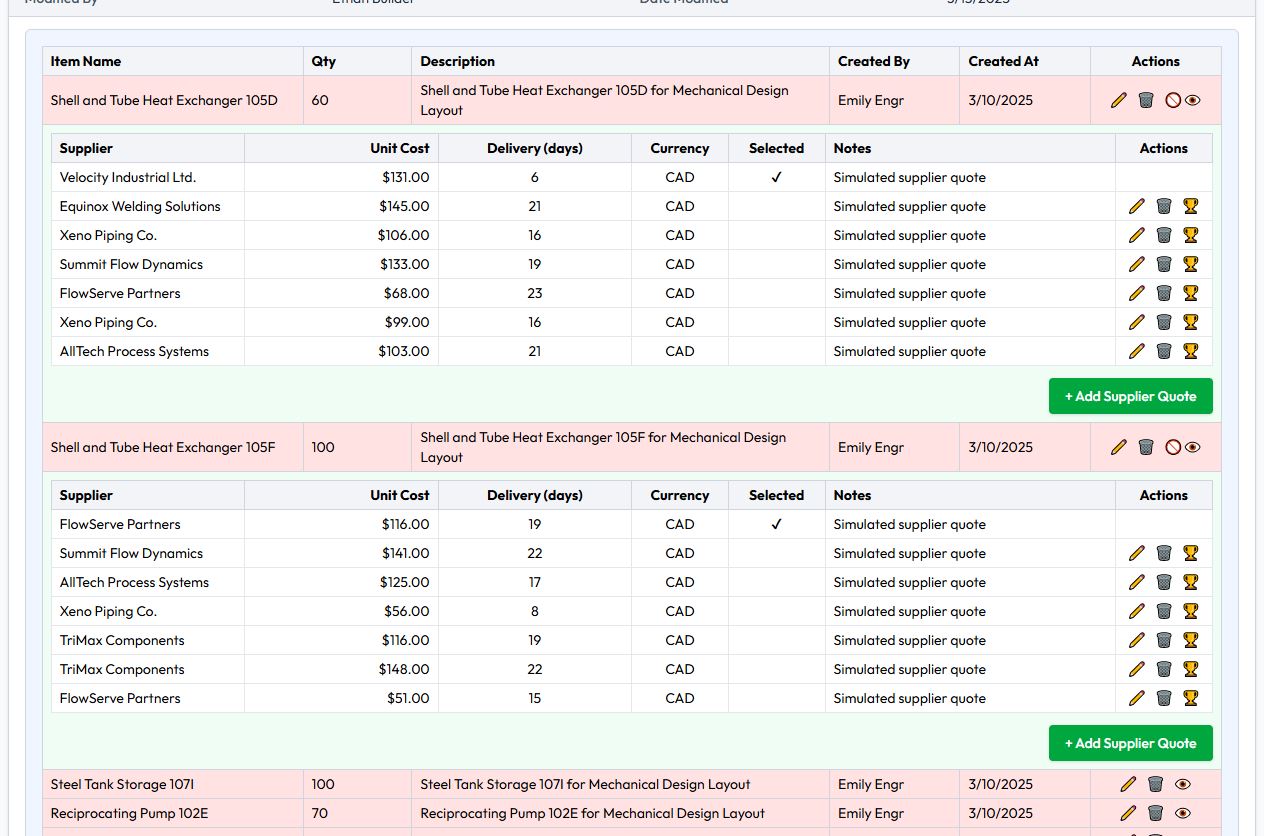 Modified By Ethan Builder Date Modified 3/13/2025
Item Name Qty Description Created By Created At Actions
Shell and Tube Heat Exchanger 105D 60 Shell and Tube Heat Exchanger 105D for Mechanical Design Emily Engr 3/10/2025
Layout
Supplier Unit Cost Delivery (days) Currency Selected Notes Actions
Velocity Industrial Ltd. $131.00 6 CAD ✓ Simulated supplier quote
Equinox Welding Solutions $145.00 21 CAD Simulated supplier quote
Xeno Piping Co. $106.00 16 CAD Simulated supplier quote
Summit Flow Dynamics $133.00 19 CAD Simulated supplier quote
FlowServe Partners $68.00 23 CAD Simulated supplier quote
Xeno Piping Co. $99.00 16 CAD Simulated supplier quote
AllTech Process Systems $103.00 21 CAD Simulated supplier quote
+ Add Supplier Quote
Shell and Tube Heat Exchanger 105F 100 Shell and Tube Heat Exchanger 105F for Mechanical Design Emily Engr 3/10/2025
Layout
Supplier Unit Cost Delivery (days) Currency Selected Notes Actions
FlowServe Partners $116.00 19 CAD ✓ Simulated supplier quote
Summit Flow Dynamics $141.00 22 CAD Simulated supplier quote
AllTech Process Systems $125.00 17 CAD Simulated supplier quote
Xeno Piping Co. $56.00 8 CAD Simulated supplier quote
TriMax Components $116.00 19 CAD Simulated supplier quote
TriMax Components $148.00 22 CAD Simulated supplier quote
FlowServe Partners $51.00 15 CAD Simulated supplier quote
+ Add Supplier Quote
Steel Tank Storage 107I 100 Steel Tank Storage 107I for Mechanical Design Layout Emily Engr 3/10/2025
Reciprocating Pump 102E 70 Reciprocating Pump 102E for Mechanical Design Layout Emily Engr 3/10/2025